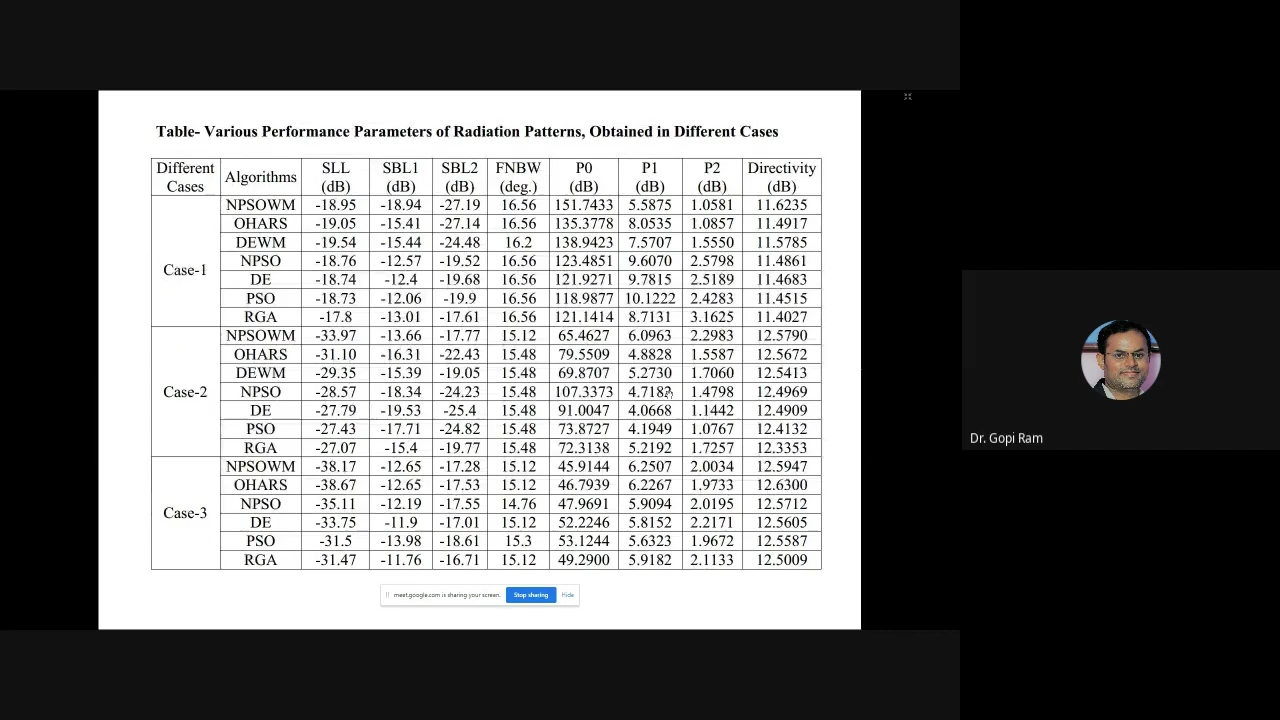 Table- Various Performance Parameters of Radiation Patterns, Obtained in Different Cases
Different Cases Algorithms SLL (dB) SBL1 (dB) SBL2 (dB) FNBW (deg.) P0 (dB) P1 (dB) P2 (dB) Directivity (dB)
Case-1
NPSOWM -18.95 -18.94 -27.19 16.56 151.7433 5.5875 1.0581 11.6235
OHARS -19.05 -15.41 -27.14 16.56 135.3778 8.0535 1.0857 11.4917
DEWM -19.54 -15.44 -24.48 16.2 138.9423 7.5707 1.5550 11.5785
NPSO -18.76 -12.57 -19.52 16.56 123.4851 9.6070 2.5798 11.4861
DE -18.74 -12.4 -19.68 16.56 121.9271 9.7815 2.5189 11.4683
PSO -18.73 -12.06 -19.9 16.56 118.9877 10.1222 2.4283 11.4515
RGA -17.8 -13.01 -17.61 16.56 121.1414 8.7131 3.1625 11.4027
Case-2
NPSOWM -33.97 -13.66 -17.77 15.12 65.4627 6.0963 2.2983 12.5790
OHARS -31.10 -16.31 -22.43 15.48 79.5509 4.8828 1.5587 12.5672
DEWM -29.35 -15.39 -19.05 15.48 69.8707 5.2730 1.7060 12.5413
NPSO -28.57 -18.34 -24.23 15.48 107.3373 4.7182 1.4798 12.4969
DE -27.79 -19.53 -25.4 15.48 91.0047 4.0668 1.1442 12.4909
PSO -27.43 -17.71 -24.82 15.48 73.8727 4.1949 1.0767 12.4132
RGA -27.07 -15.4 -19.77 15.48 72.3138 5.2192 1.7257 12.3353
Case-3
NPSOWM -38.17 -12.65 -17.28 15.12 45.9144 6.2507 2.0034 12.5947
OHARS -38.67 -12.65 -17.53 15.12 46.7939 6.2267 1.9733 12.6300
NPSO -35.11 -12.19 -17.55 14.76 47.9691 5.9094 2.0195 12.5712
DE -33.75 -11.9 -17.01 15.12 52.2246 5.8152 2.2171 12.5605
PSO -31.5 -13.98 -18.61 15.3 53.1244 5.6323 1.9672 12.5587
RGA -31.47 -11.76 -16.71 15.12 49.2900 5.9182 2.1133 12.5009
meet.google.com is sharing your screen. Stop sharing Hide
Dr. Gopi Ram